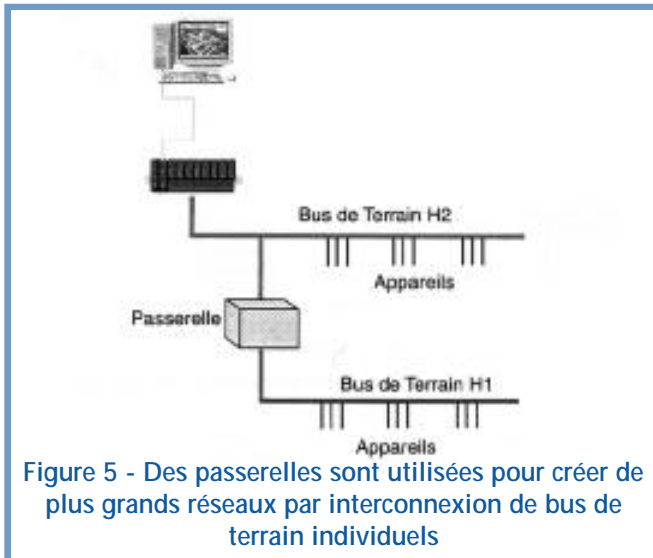 Bus de Terrain H2
Appareils
Passerelle
Bus de Terrain H1
Appareils
Figure 5 - Des passerelles sont utilisées pour créer de
plus grands réseaux par interconnexion de bus de
terrain individuels